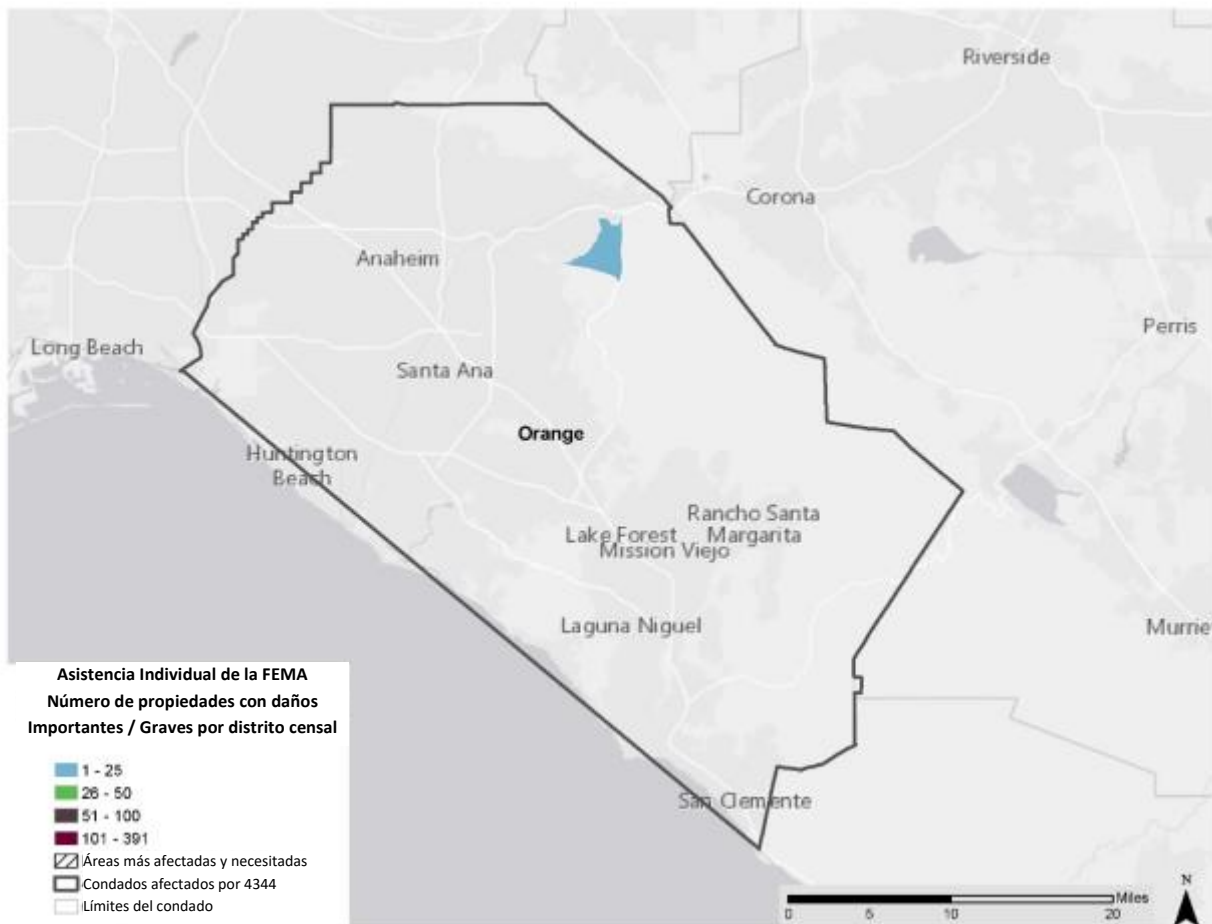 Riverside
Corona
Anaheim
Perris
Long Beach
Santa Ana
Orange
Huntington
Beach
Rancho Santa
Margarita
Lake Forest
Mission Viejo
Laguna Niguel
Murrie
San Clemente
Asistencia Individual de la FEMA
Número de propiedades con daños
Importantes / Graves por distrito censal
1 - 25
26 - 50
51 - 100
101 - 391
Áreas más afectadas y necesitadas
Condados afectados por 4344
Límites del condado
Miles
0 5 10 20
N